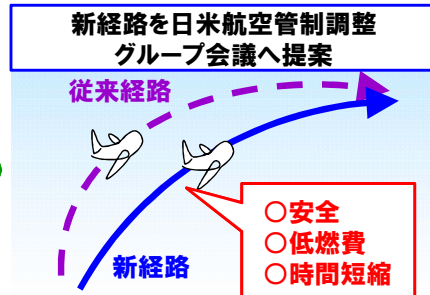 新経路を日米航空管制調整
グループ会議へ提案
従来経路
○安全
○低燃費
○時間短縮
新経路